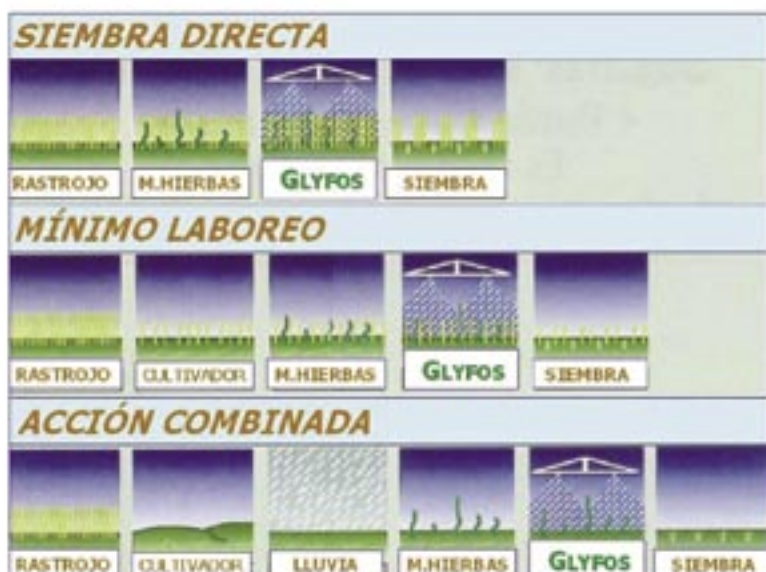 SIEMBRA DIRECTA
RASTROJO M.HIERBAS GLYFOS SIEMBRA
MÍNIMO LABOREO
RASTROJO CULTIVADOR M.HIERBAS GLYFOS SIEMBRA
ACCIÓN COMBINADA
RASTROJO CULTIVADOR LLUVIA M.HIERBAS GLYFOS SIEMBRA